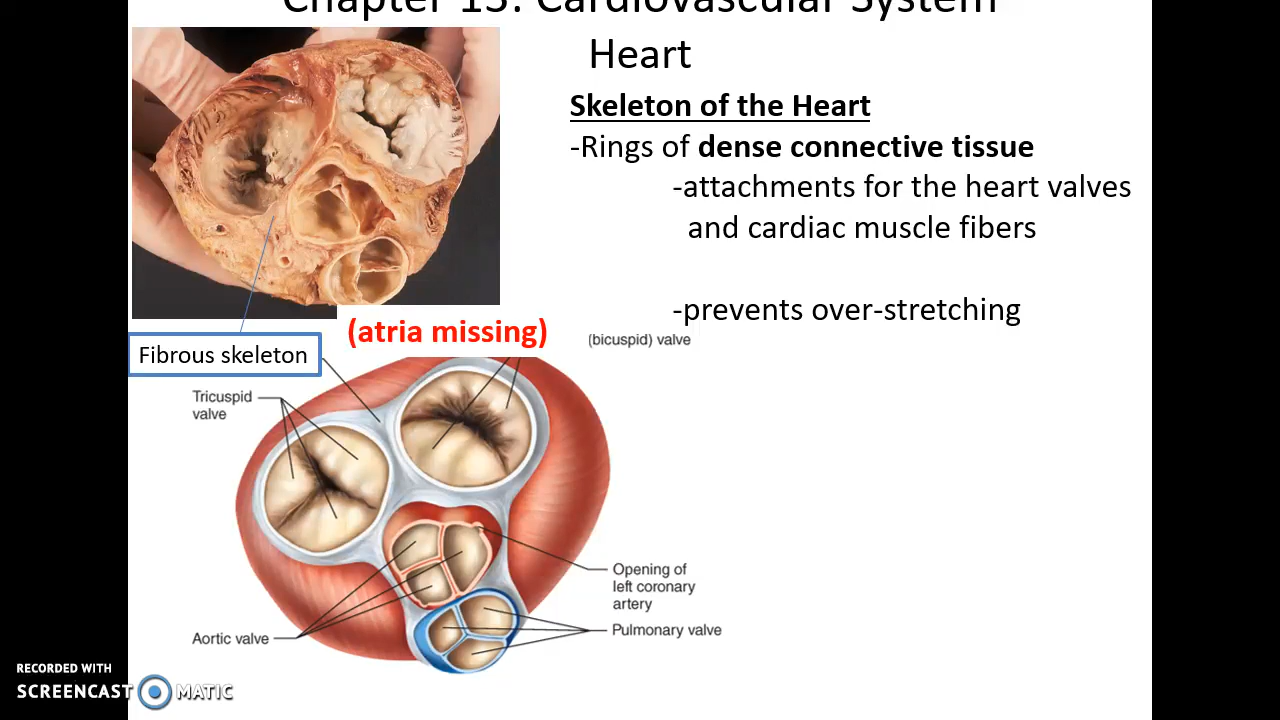 Chapter 15: Cardiovascular System
Heart
Skeleton of the Heart
-Rings of dense connective tissue
-attachments for the heart valves
and cardiac muscle fibers
-prevents over-stretching
(atria missing)
(bicuspid) valve
Fibrous skeleton
Tricuspid
valve
Opening of
left coronary
artery
Aortic valve
Pulmonary valve
RECORDED WITH
SCREENCAST MATIC